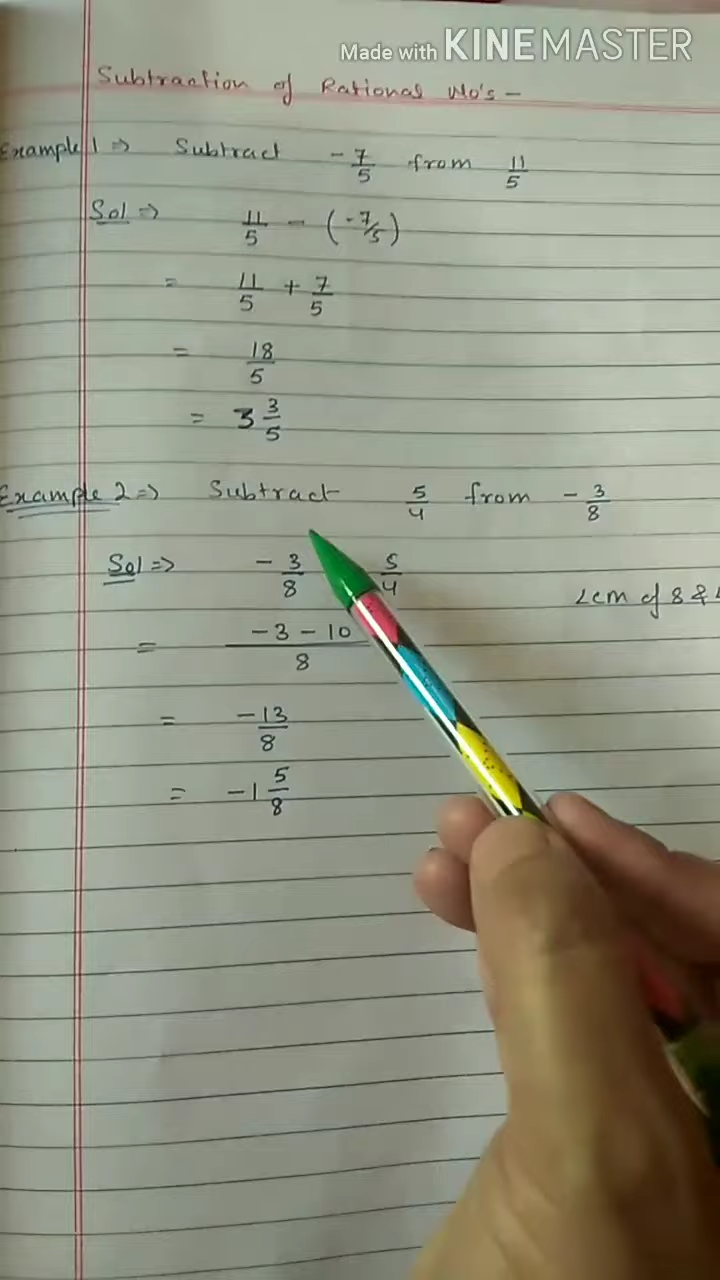 Made with KINEMASTER
Subtraction of Rational No's —
Example 1 ⇒ Subtract -7/5 from 11/5
Sol ⇒ 11/5 - (-7/5)
= 11/5 + 7/5
= 18/5
= 3 3/5
Example 2 ⇒ Subtract 5/4 from -3/8
Sol ⇒ -3/8 5/4
Lcm of 8 &
= -3 - 10 / 8
= -13/8
= -1 5/8